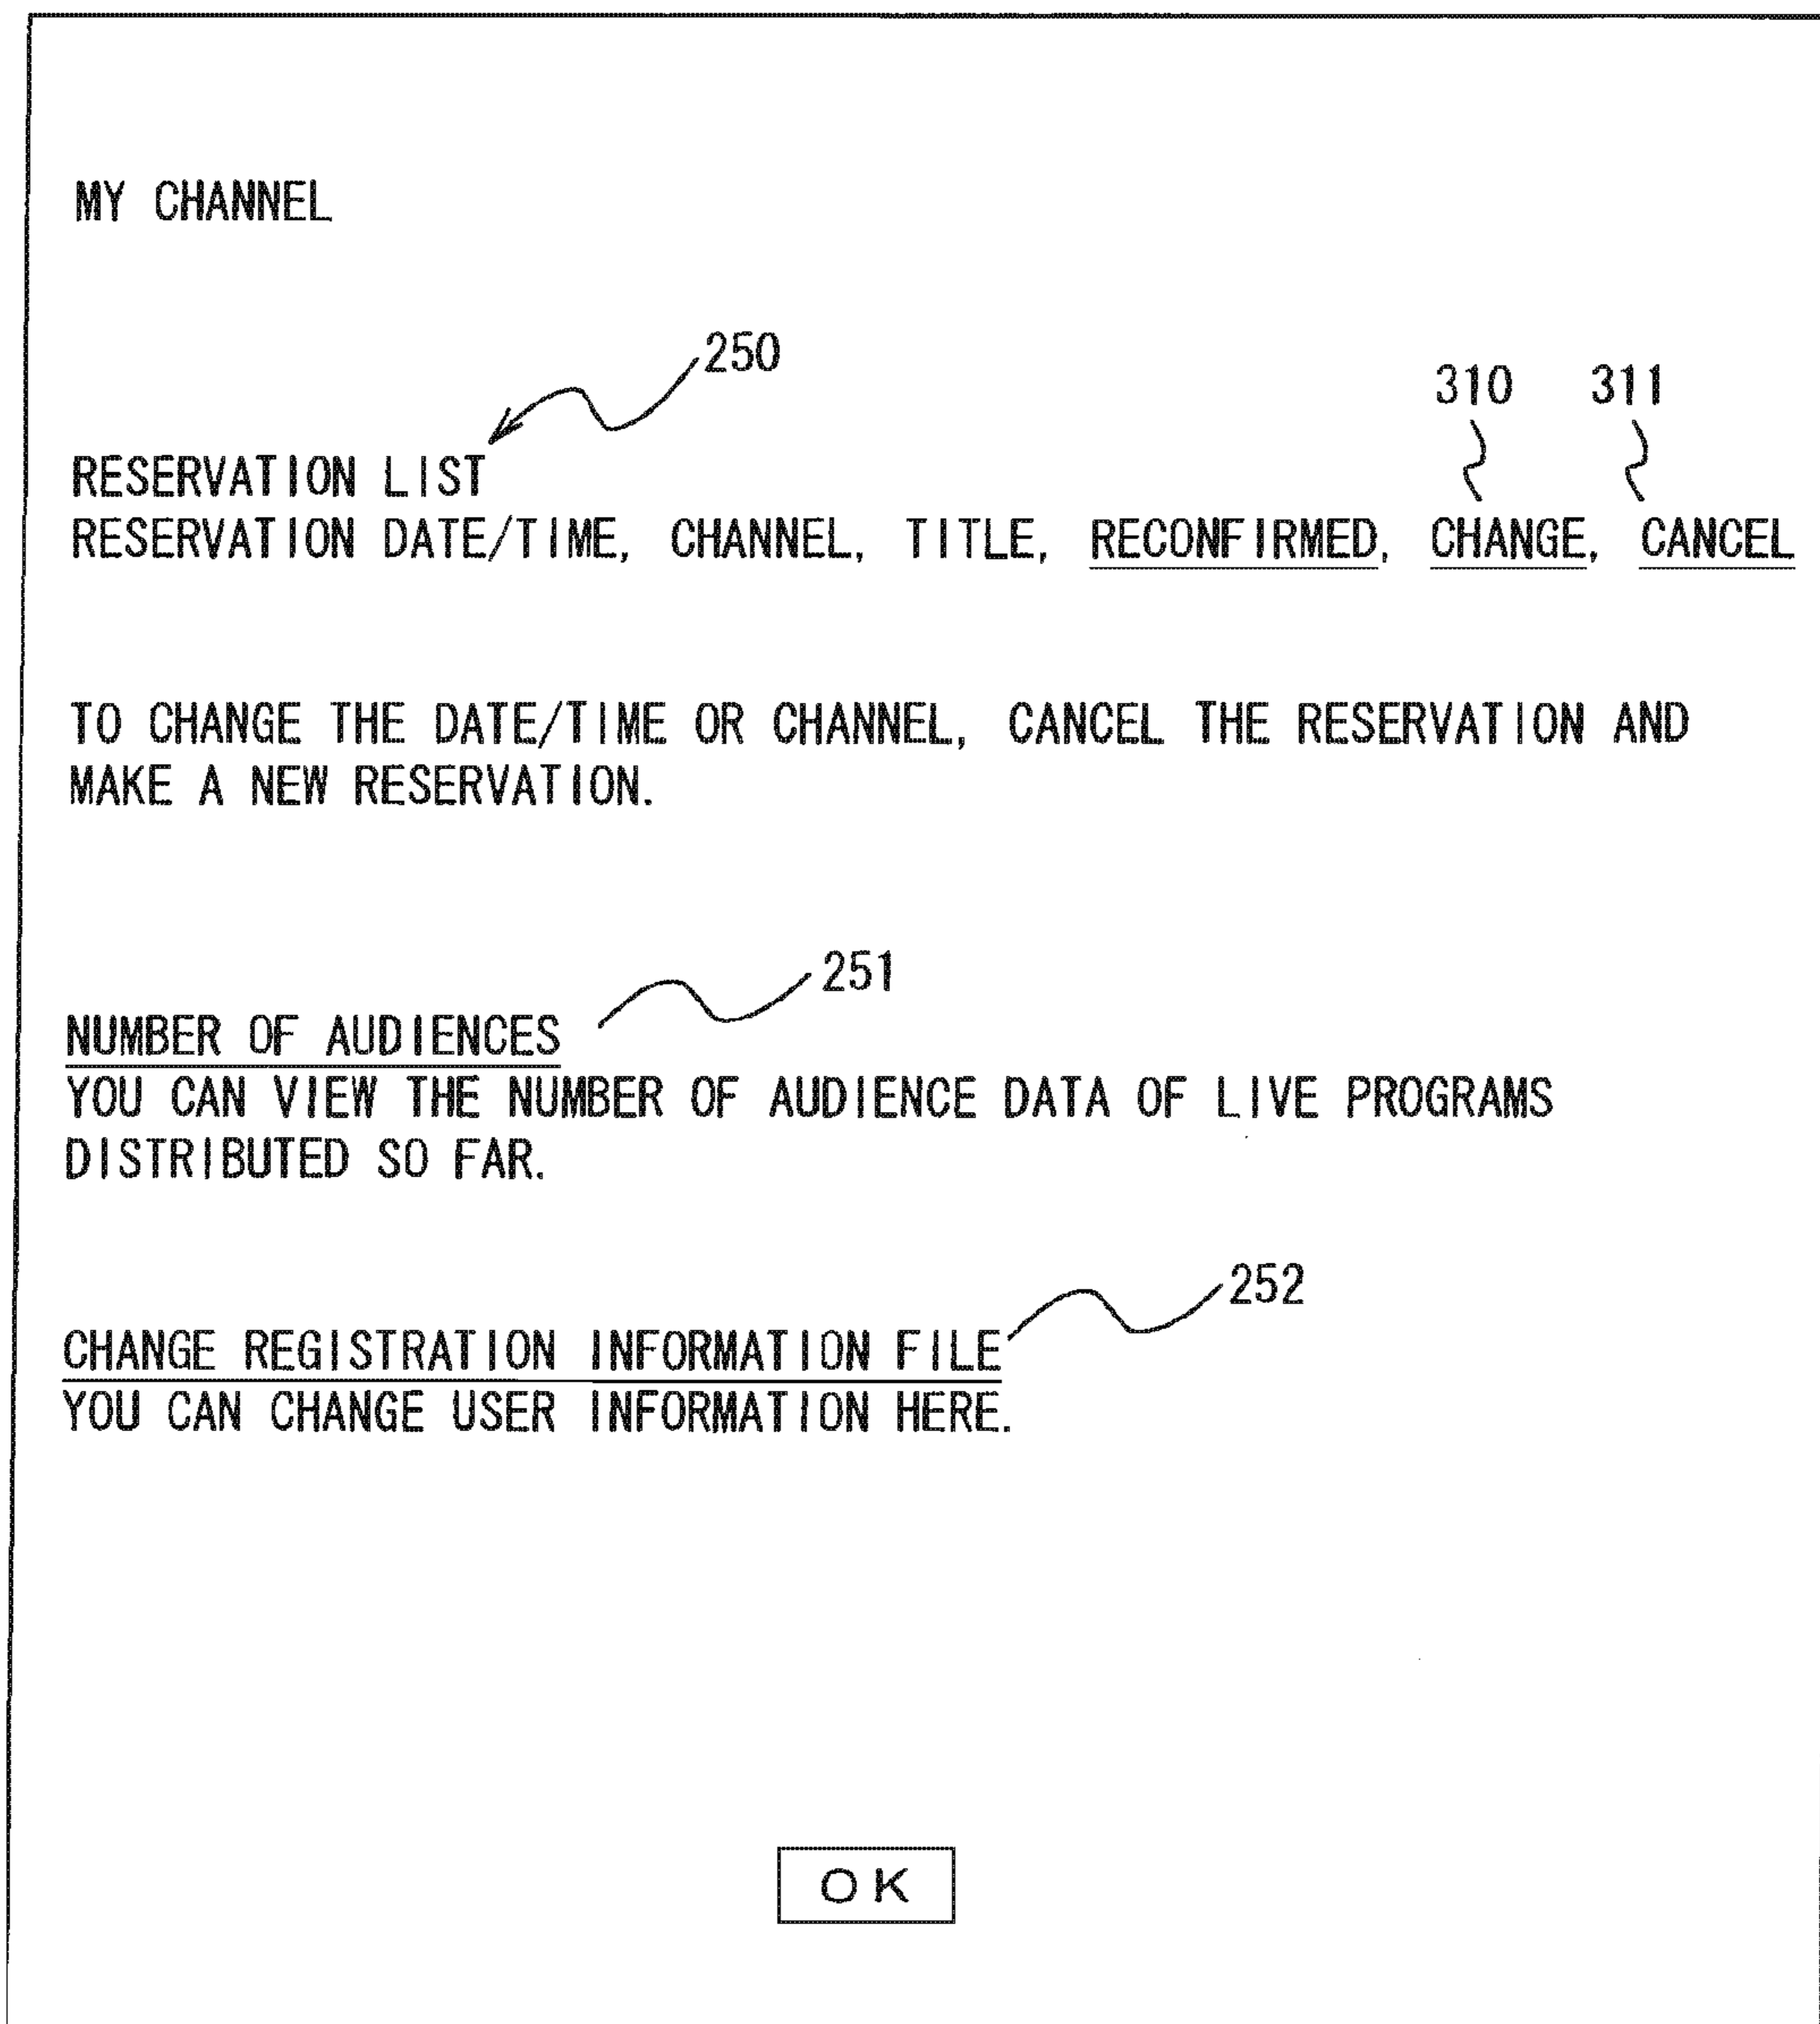 MY CHANNEL
250
310 311
RESERVATION LIST
RESERVATION DATE/TIME, CHANNEL, TITLE, RECONFIRMED, CHANGE, CANCEL
TO CHANGE THE DATE/TIME OR CHANNEL, CANCEL THE RESERVATION AND
MAKE A NEW RESERVATION.
251
NUMBER OF AUDIENCES
YOU CAN VIEW THE NUMBER OF AUDIENCE DATA OF LIVE PROGRAMS
DISTRIBUTED SO FAR.
252
CHANGE REGISTRATION INFORMATION FILE
YOU CAN CHANGE USER INFORMATION HERE.
OK